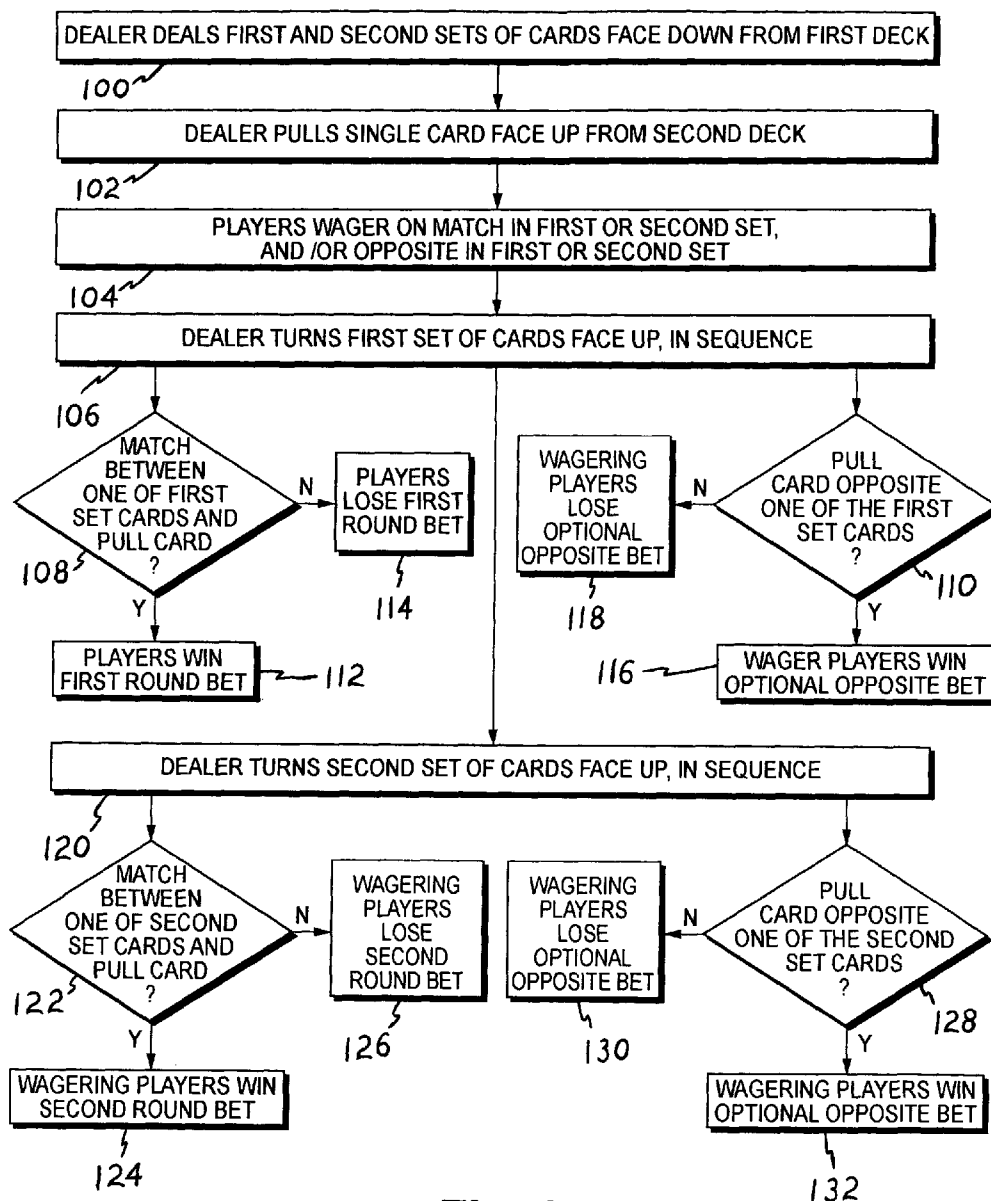 DEALER DEALS FIRST AND SECOND SETS OF CARDS FACE DOWN FROM FIRST DECK
100
DEALER PULLS SINGLE CARD FACE UP FROM SECOND DECK
102
PLAYERS WAGER ON MATCH IN FIRST OR SECOND SET,
AND /OR OPPOSITE IN FIRST OR SECOND SET
104
DEALER TURNS FIRST SET OF CARDS FACE UP, IN SEQUENCE
106
MATCH
BETWEEN
ONE OF FIRST
SET CARDS AND
PULL CARD
?
108
N
Y
PLAYERS
LOSE FIRST
ROUND BET
114
WAGERING
PLAYERS
LOSE
OPTIONAL
OPPOSITE BET
118
N
PULL
CARD OPPOSITE
ONE OF THE FIRST
SET CARDS
?
110
Y
PLAYERS WIN
FIRST ROUND BET
112
116
WAGER PLAYERS WIN
OPTIONAL OPPOSITE BET
DEALER TURNS SECOND SET OF CARDS FACE UP, IN SEQUENCE
120
MATCH
BETWEEN
ONE OF SECOND
SET CARDS AND
PULL CARD
?
122
N
Y
WAGERING
PLAYERS
LOSE
SECOND
ROUND BET
126
WAGERING
PLAYERS
LOSE
OPTIONAL
OPPOSITE BET
130
N
PULL
CARD OPPOSITE
ONE OF THE SECOND
SET CARDS
?
128
Y
WAGERING PLAYERS WIN
SECOND ROUND BET
124
WAGERING PLAYERS WIN
OPTIONAL OPPOSITE BET
132